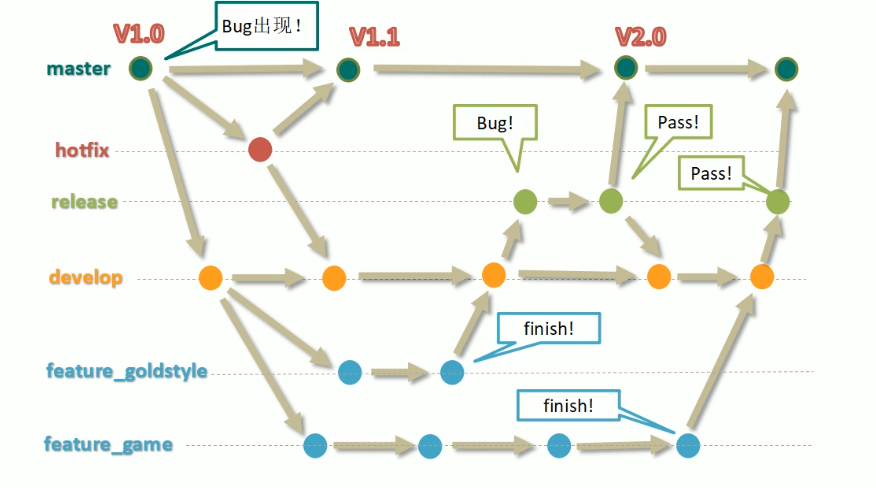 V1.0
Bug出现！
V1.1
V2.0
master
Bug!
Pass!
hotfix
Pass!
release
develop
finish!
feature_goldstyle
finish!
feature_game